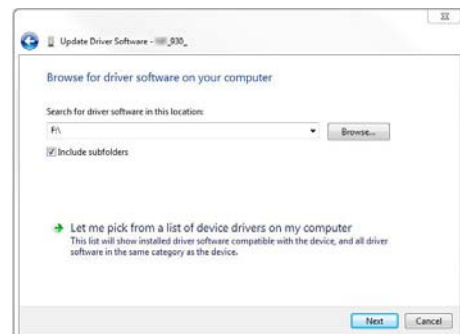 Update Driver Software - _930_
Browse for driver software on your computer
Search for driver software in this location:
F:\
Browse...
Include subfolders
Let me pick from a list of device drivers on my computer
This list will show installed driver software compatible with the device, and all driver
software in the same category as the device.
Next
Cancel